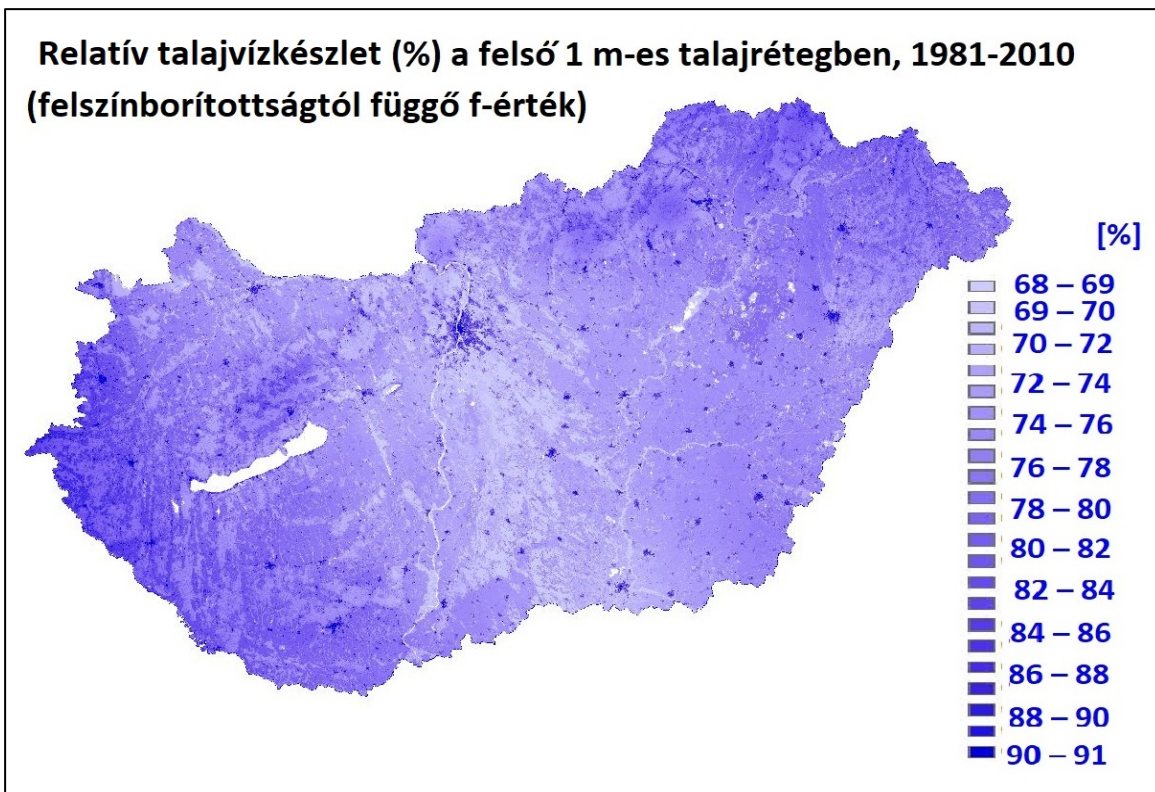 Relatív talajvízkészlet (%) a felső 1 m-es talajrétegben, 1981-2010
(felszínborítottságtól függő f-érték)
[%]
68 – 69
69 – 70
70 – 72
72 – 74
74 – 76
76 – 78
78 – 80
80 – 82
82 – 84
84 – 86
86 – 88
88 – 90
90 – 91